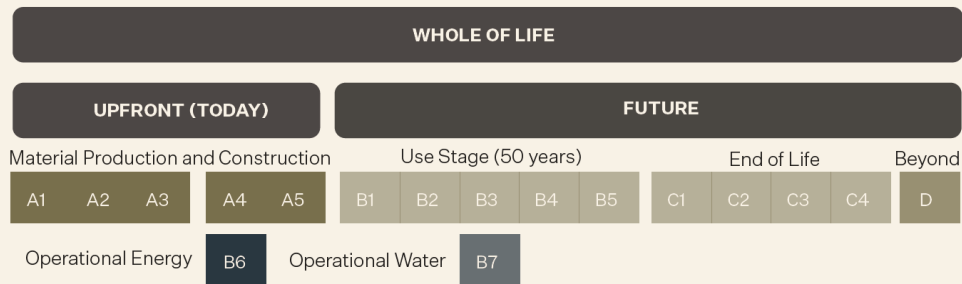 WHOLE OF LIFE
UPFRONT (TODAY)
FUTURE
Material Production and Construction
Use Stage (50 years)
End of Life
Beyond
A1 A2 A3 A4 A5 B1 B2 B3 B4 B5 C1 C2 C3 C4 D
Operational Energy B6 Operational Water B7